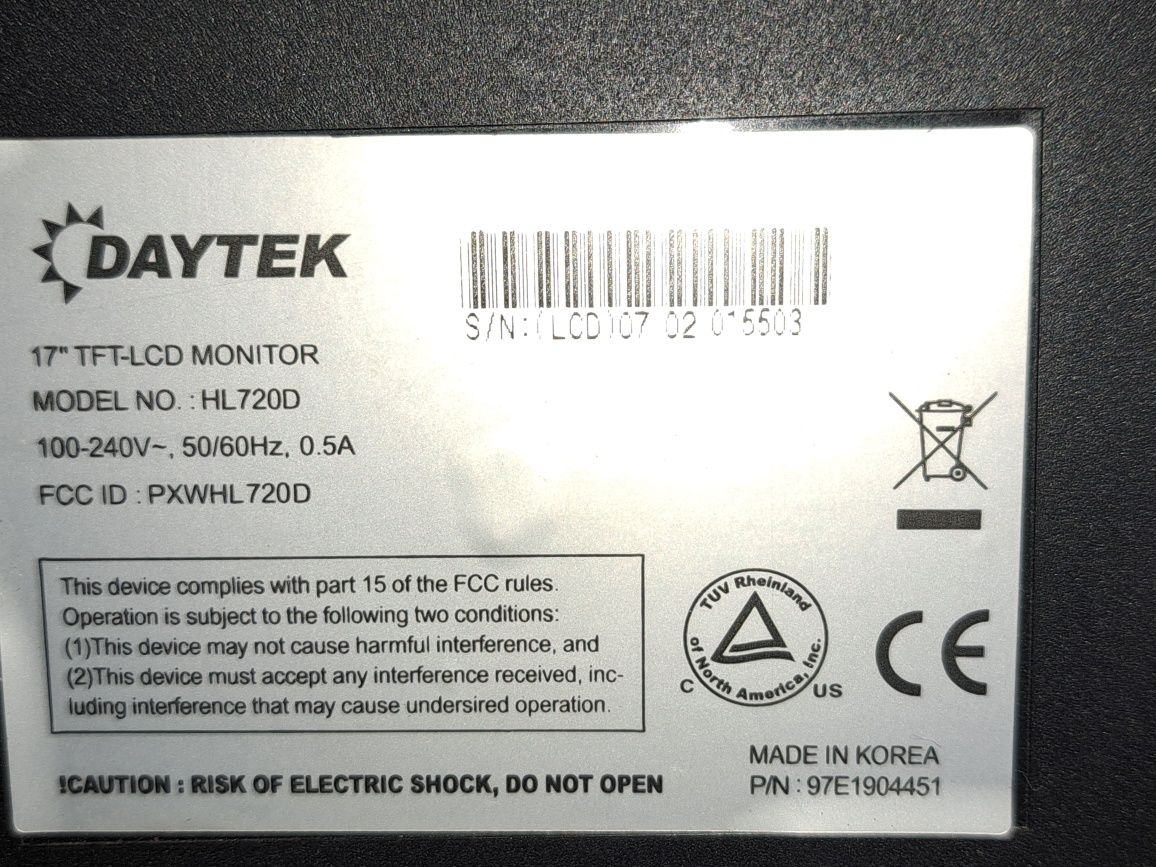 DAYTEK
S/N:(LCD)07 02 015503
17" TFT-LCD MONITOR
MODEL NO. : HL720D
100-240V~, 50/60Hz, 0.5A
FCC ID : PXWHL720D
This device complies with part 15 of the FCC rules.
Operation is subject to the following two conditions:
(1)This device may not cause harmful interference, and
(2)This device must accept any interference received, inc-
luding interference that may cause undersired operation.
TUV Rheinland
of North America, Inc.
C US
CE
!CAUTION : RISK OF ELECTRIC SHOCK, DO NOT OPEN
MADE IN KOREA
P/N : 97E1904451